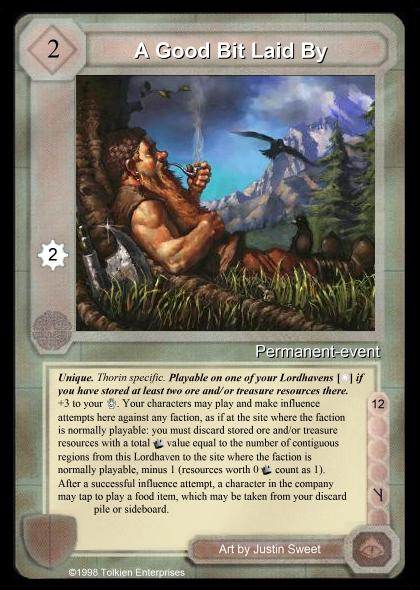 2
A Good Bit Laid By
2
Permanent-event
Unique. Thorin specific. Playable on one of your Lordhavens [ ] if
you have stored at least two ore and/or treasure resources there.
+3 to your . Your characters may play and make influence
attempts here against any faction, as if at the site where the faction
is normally playable: you must discard stored ore and/or treasure
resources with a total value equal to the number of contiguous
regions from this Lordhaven to the site where the faction is
normally playable, minus 1 (resources worth 0 count as 1).
After a successful influence attempt, a character in the company
may tap to play a food item, which may be taken from your discard
pile or sideboard.
12
Art by Justin Sweet
©1998 Tolkien Enterprises